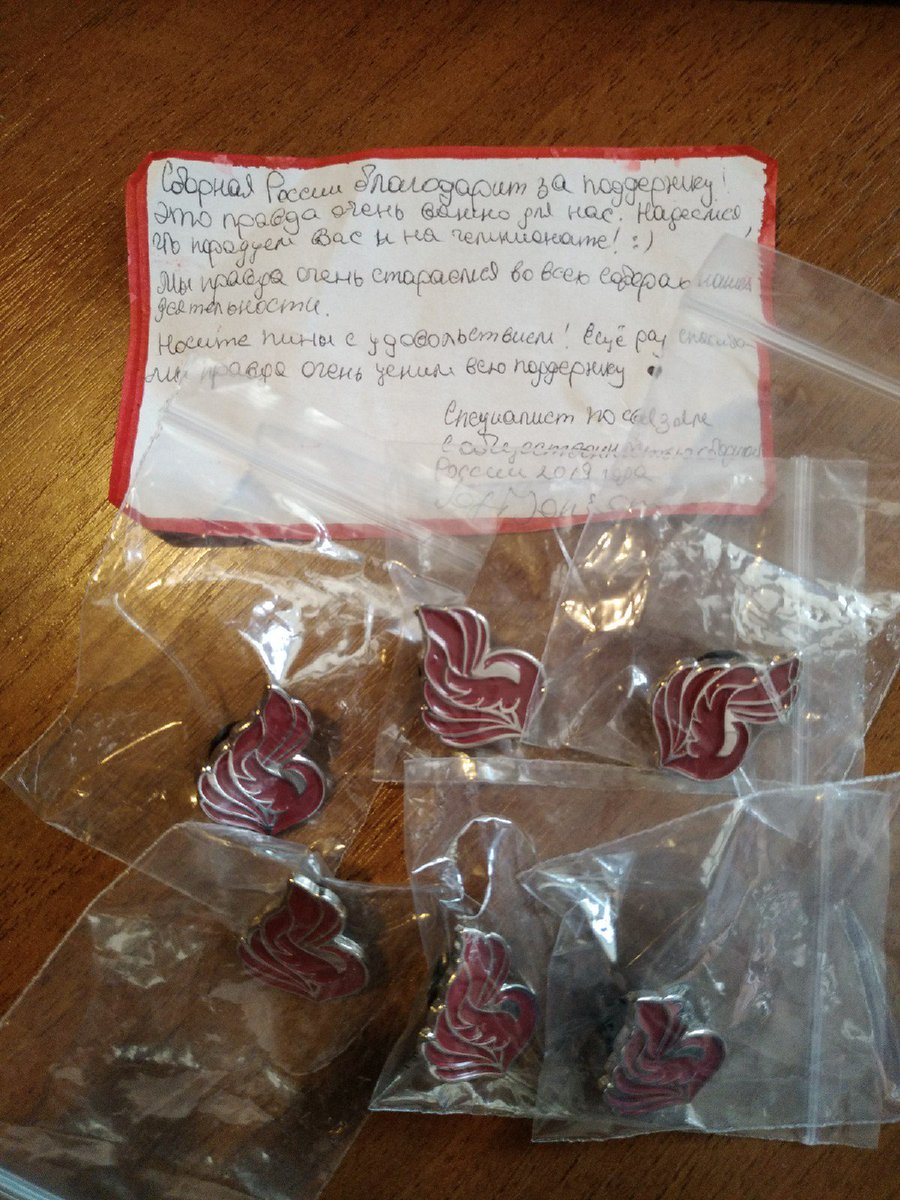 Сборная России благодарит за поддержку!
Это правда очень важно для нас. Надеемся
что порадуем Вас и на чемпионате! :)
Мы правда очень стараемся во всех сферах нашей
деятельности.
Носите пины с удовольствием! Ещё раз спасибо
мы правда очень ценим всю поддержку
Специалист по связям
с общественностью сборной
России 2019 года